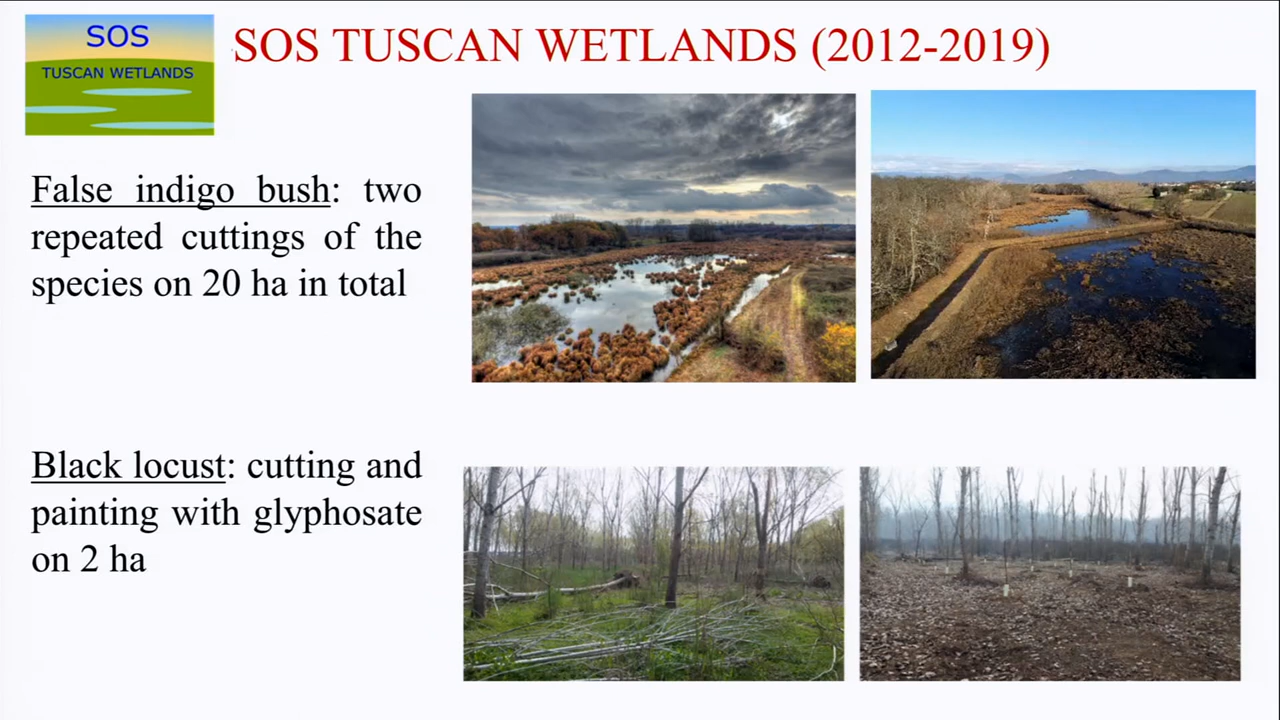 SOS
TUSCAN WETLANDS
SOS TUSCAN WETLANDS (2012-2019)
False indigo bush: two
repeated cuttings of the
species on 20 ha in total
Black locust: cutting and
painting with glyphosate
on 2 ha